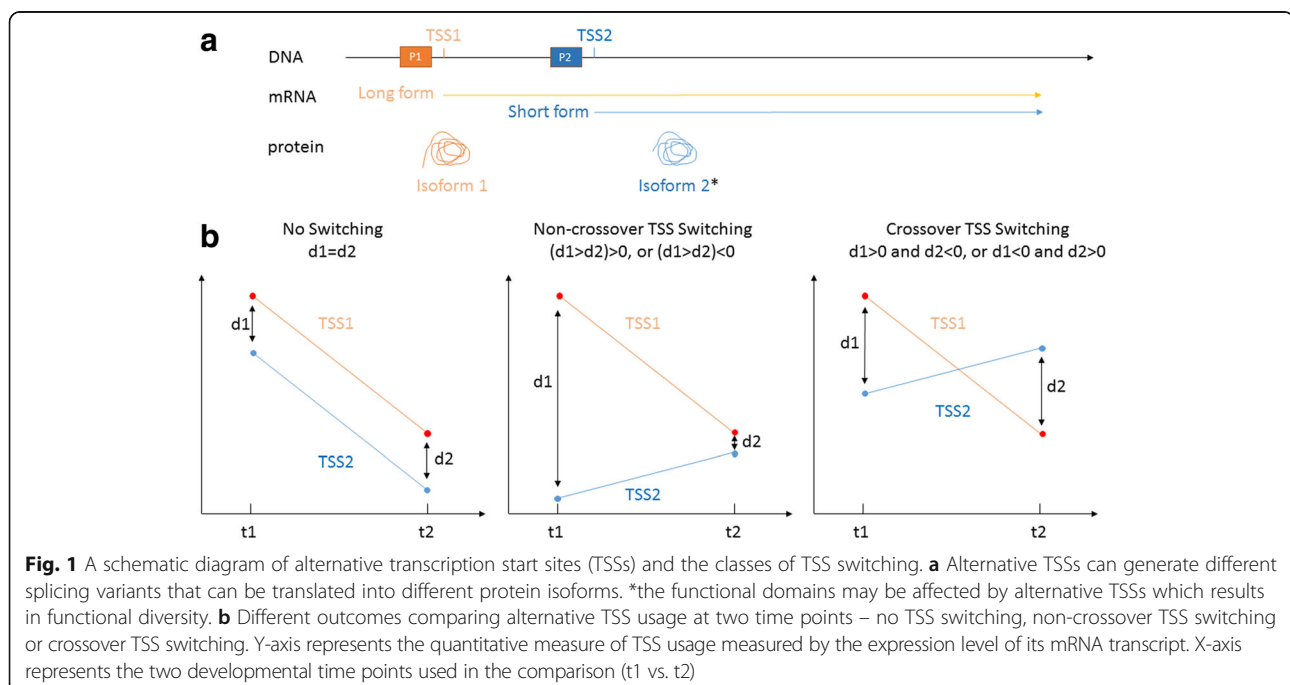 a
TSS1
TSS2
DNA
P1
P2
mRNA
Long form
Short form
protein
Isoform 1
Isoform 2*
b
No Switching
d1=d2
Non-crossover TSS Switching
(d1>d2)>0, or (d1>d2)<0
Crossover TSS Switching
d1>0 and d2<0, or d1<0 and d2>0
d1
TSS1
TSS2
d2
t1
t2
d1
TSS1
TSS2
d2
t1
t2
d1
TSS1
TSS2
d2
t1
t2
Fig. 1 A schematic diagram of alternative transcription start sites (TSSs) and the classes of TSS switching. a Alternative TSSs can generate different
splicing variants that can be translated into different protein isoforms. *the functional domains may be affected by alternative TSSs which results
in functional diversity. b Different outcomes comparing alternative TSS usage at two time points – no TSS switching, non-crossover TSS switching
or crossover TSS switching. Y-axis represents the quantitative measure of TSS usage measured by the expression level of its mRNA transcript. X-axis
represents the two developmental time points used in the comparison (t1 vs. t2)